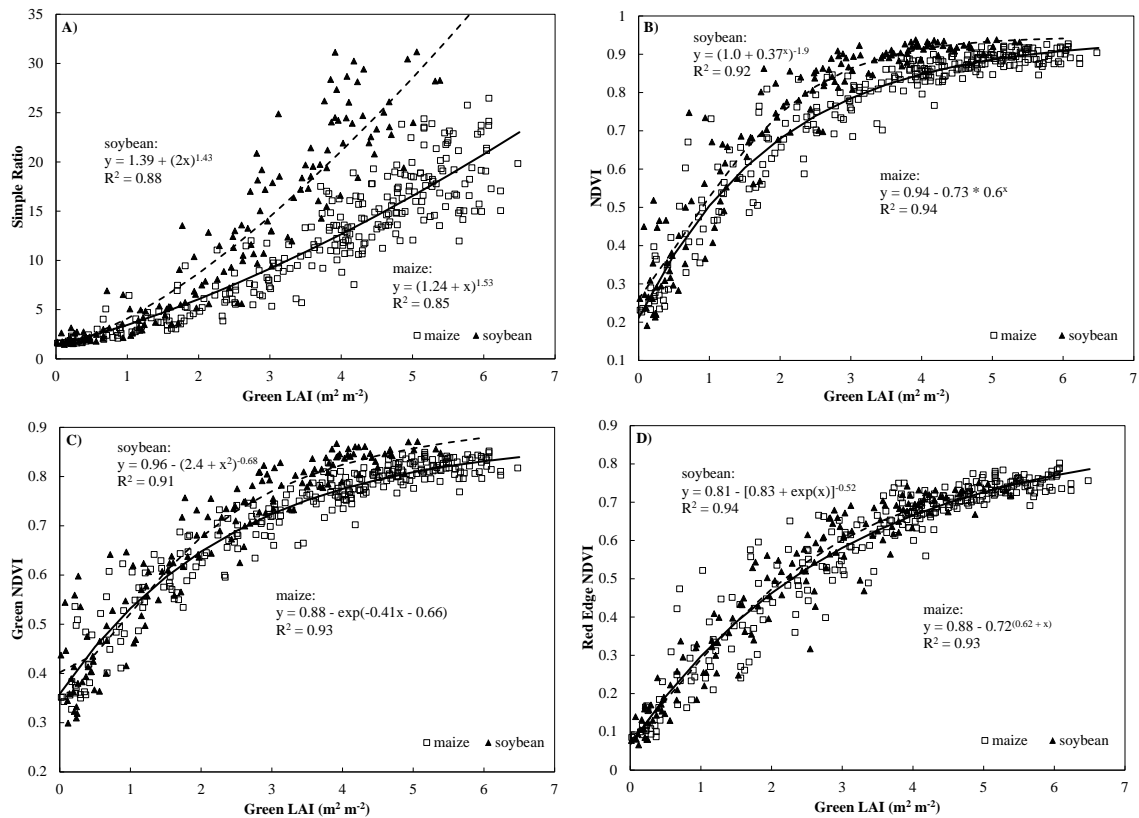 A)
35
30
25
20
15
10
5
0
Simple Ratio
soybean:
y = 1.39 + (2x)^1.43
R² = 0.88
maize:
y = (1.24 + x)^1.53
R² = 0.85
maize soybean
0 1 2 3 4 5 6 7
Green LAI (m² m⁻²)
B)
1
0.9
0.8
0.7
0.6
0.5
0.4
0.3
0.2
0.1
NDVI
soybean:
y = (1.0 + 0.37^x)^-1.9
R² = 0.92
maize:
y = 0.94 - 0.73 * 0.6^x
R² = 0.94
maize soybean
0 1 2 3 4 5 6 7
Green LAI (m² m⁻²)
C)
0.9
0.8
0.7
0.6
0.5
0.4
0.3
0.2
Green NDVI
soybean:
y = 0.96 - (2.4 + x²)^-0.68
R² = 0.91
maize:
y = 0.88 - exp(-0.41x - 0.66)
R² = 0.93
maize soybean
0 1 2 3 4 5 6 7
Green LAI (m² m⁻²)
D)
0.9
0.8
0.7
0.6
0.5
0.4
0.3
0.2
0.1
0
Red Edge NDVI
soybean:
y = 0.81 - [0.83 + exp(x)]^-0.52
R² = 0.94
maize:
y = 0.88 - 0.72^(0.62 + x)
R² = 0.93
maize soybean
0 1 2 3 4 5 6 7
Green LAI (m² m⁻²)